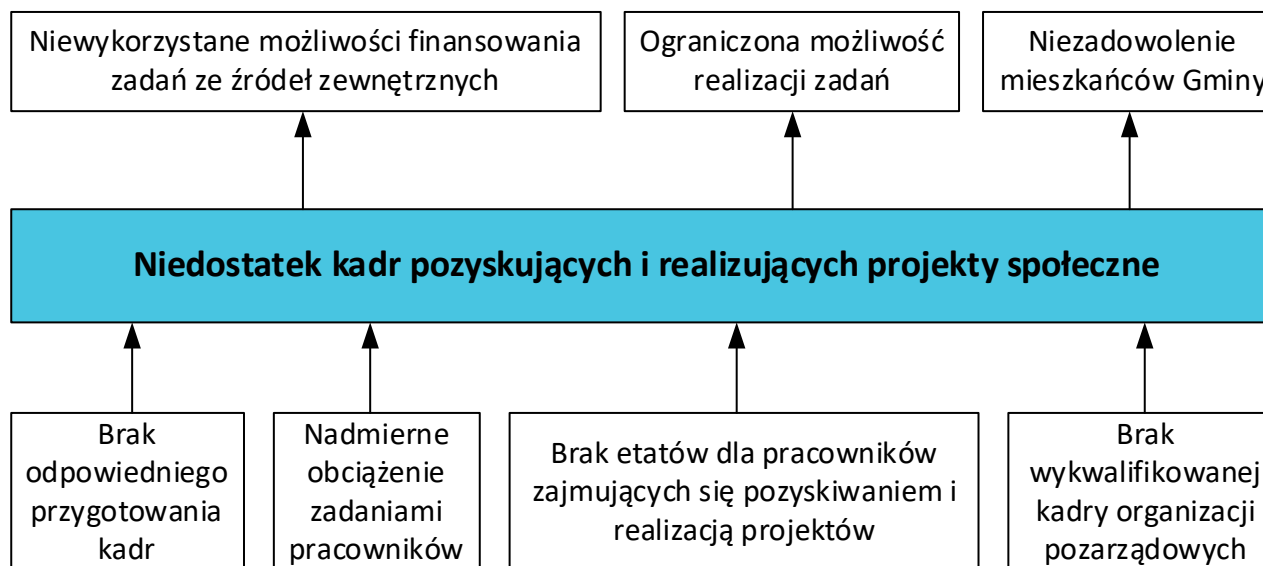 Niewykorzystane możliwości finansowania
zadań ze źródeł zewnętrznych
Ograniczona możliwość
realizacji zadań
Niezadowolenie
mieszkańców Gminy
Niedostatek kadr pozyskujących i realizujących projekty społeczne
Brak
odpowiedniego
przygotowania
kadr
Nadmierne
obciążenie
zadaniami
pracowników
Brak etatów dla pracowników
zajmujących się pozyskiwaniem i
realizacją projektów
Brak
wykwalifikowanej
kadry organizacji
pozarządowych